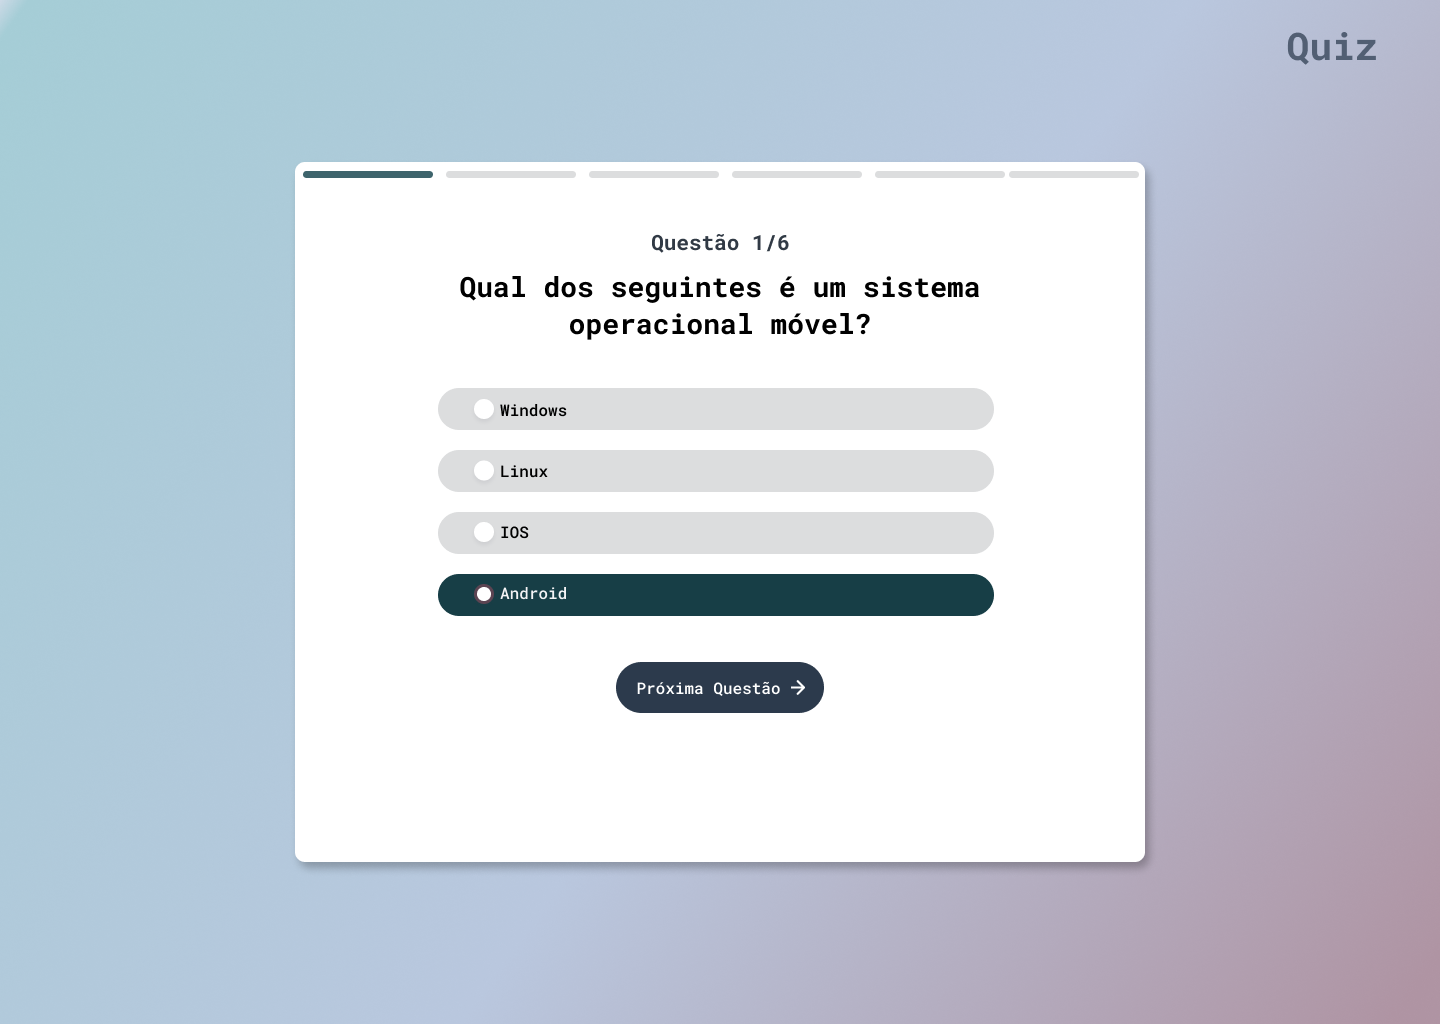 Quiz
Questão 1/6
Qual dos seguintes é um sistema
operacional móvel?
Windows
Linux
IOS
Android
Próxima Questão